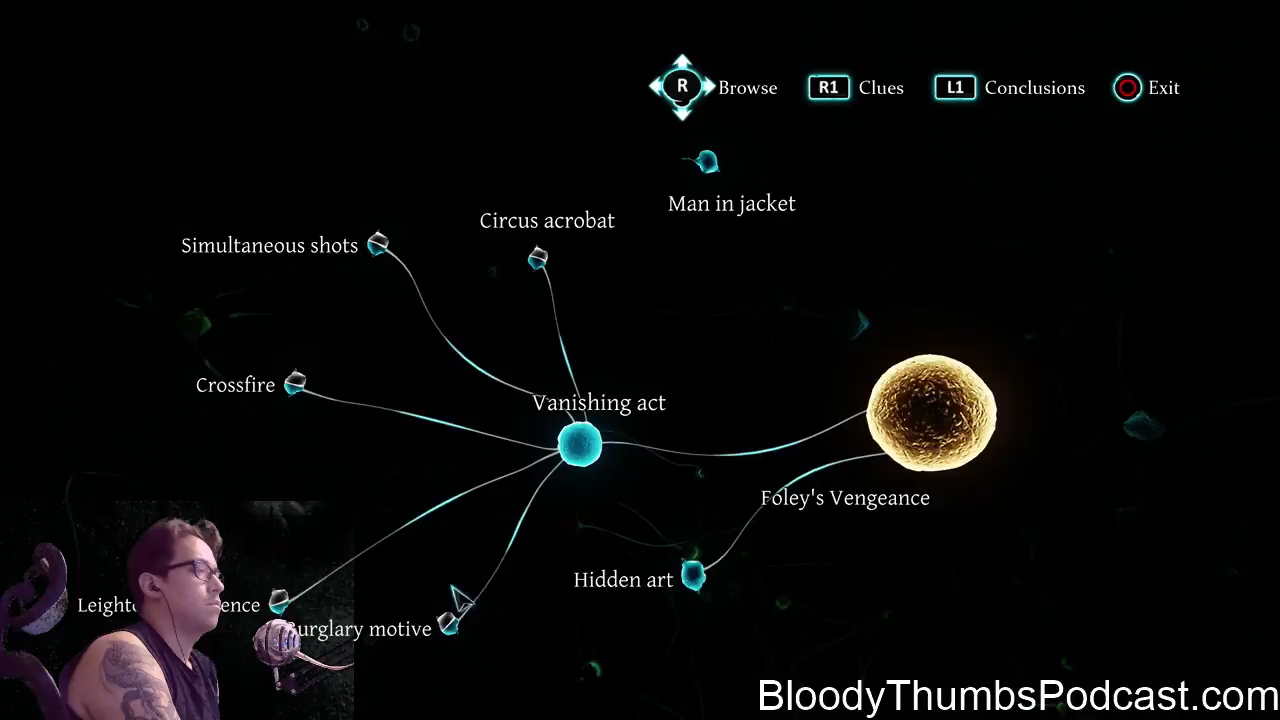 R Browse R1 Clues L1 Conclusions Exit
Man in jacket
Circus acrobat
Simultaneous shots
Crossfire
Vanishing act
Foley's Vengeance
Hidden art
urglary motive
BloodyThumbsPodcast.com